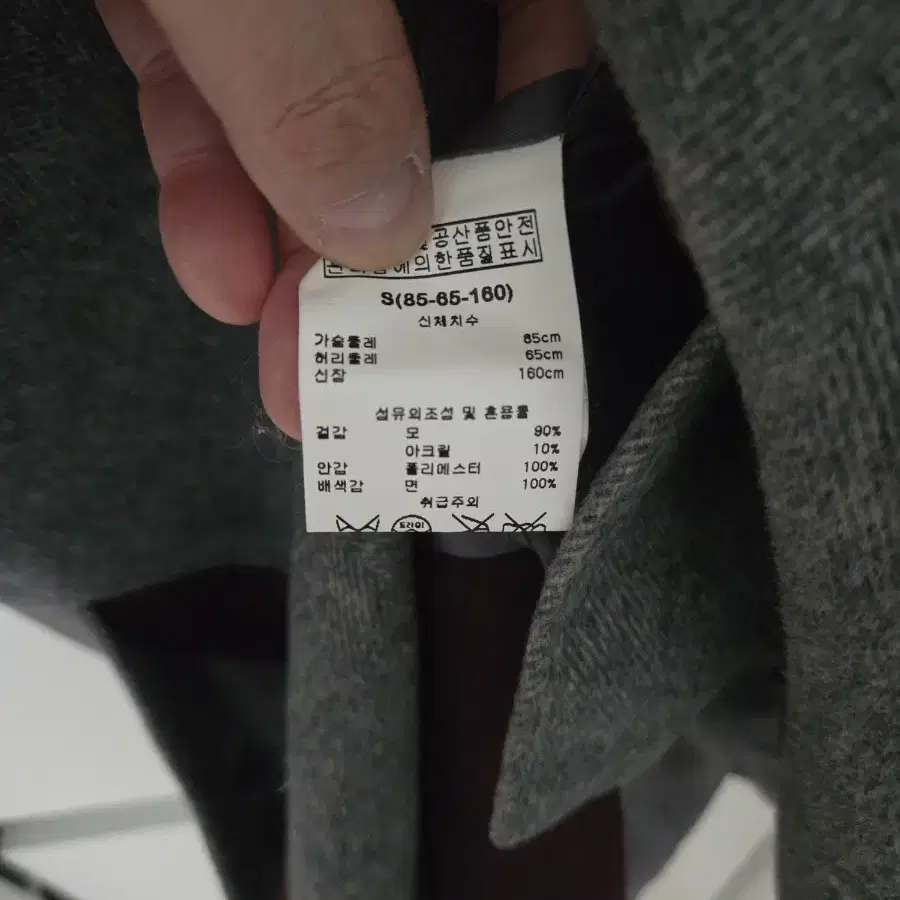 공산품안전
에의한품질표시
S(85-65-160)
신체치수
가슴둘레 85cm
허리둘레 65cm
신장 160cm
섬유의조성 및 혼용률
겉감 모 90%
아크릴 10%
안감 폴리에스터 100%
배색감 면 100%
취급주의
드라이